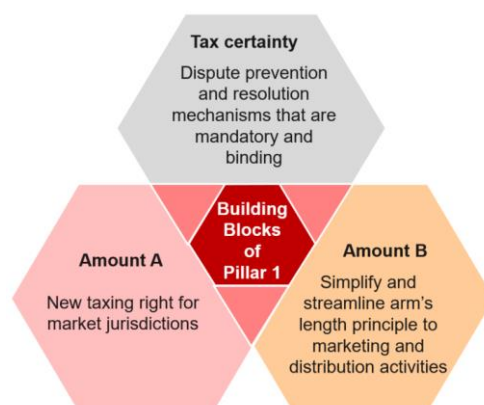 Tax certainty
Dispute prevention
and resolution
mechanisms that are
mandatory and
binding
Building
Blocks
of
Pillar 1
Amount A
New taxing right for
market jurisdictions
Amount B
Simplify and
streamline arm's
length principle to
marketing and
distribution activities